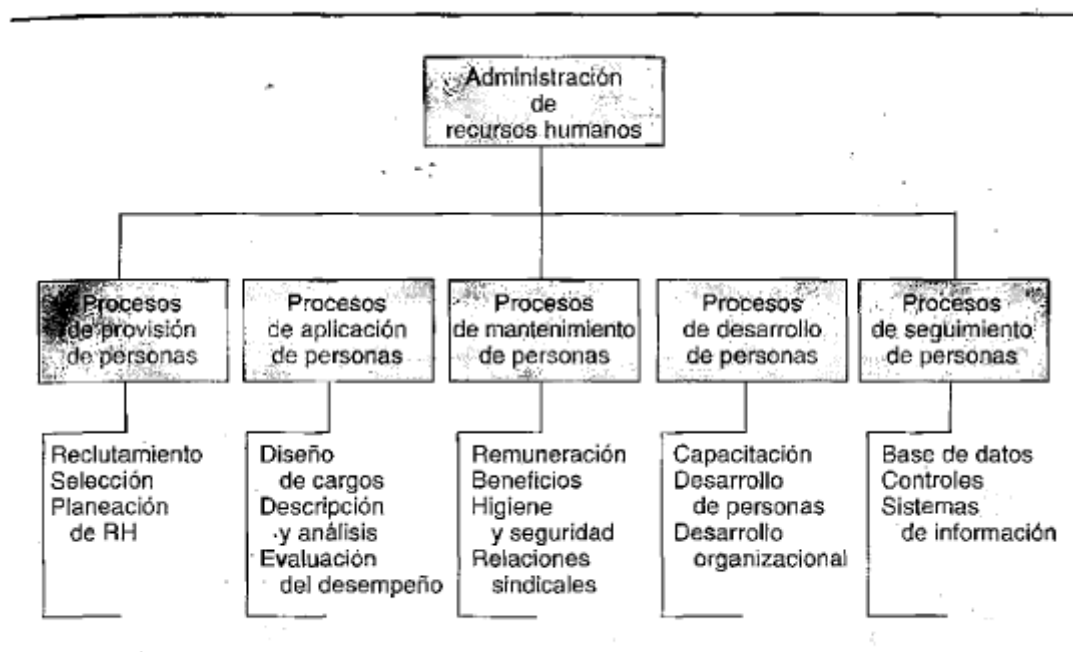 Administración
de
recursos humanos
Procesos
de provisión
de personas
Procesos
de aplicación
de personas
Procesos
de mantenimiento
de personas
Procesos
de desarrollo
de personas
Procesos
de seguimiento
de personas
Reclutamiento
Selección
Planeación
de RH
Diseño
de cargos
Descripción
y análisis
Evaluación
del desempeño
Remuneración
Beneficios
Higiene
y seguridad
Relaciones
sindicales
Capacitación
Desarrollo
de personas
Desarrollo
organizacional
Base de datos
Controles
Sistemas
de información